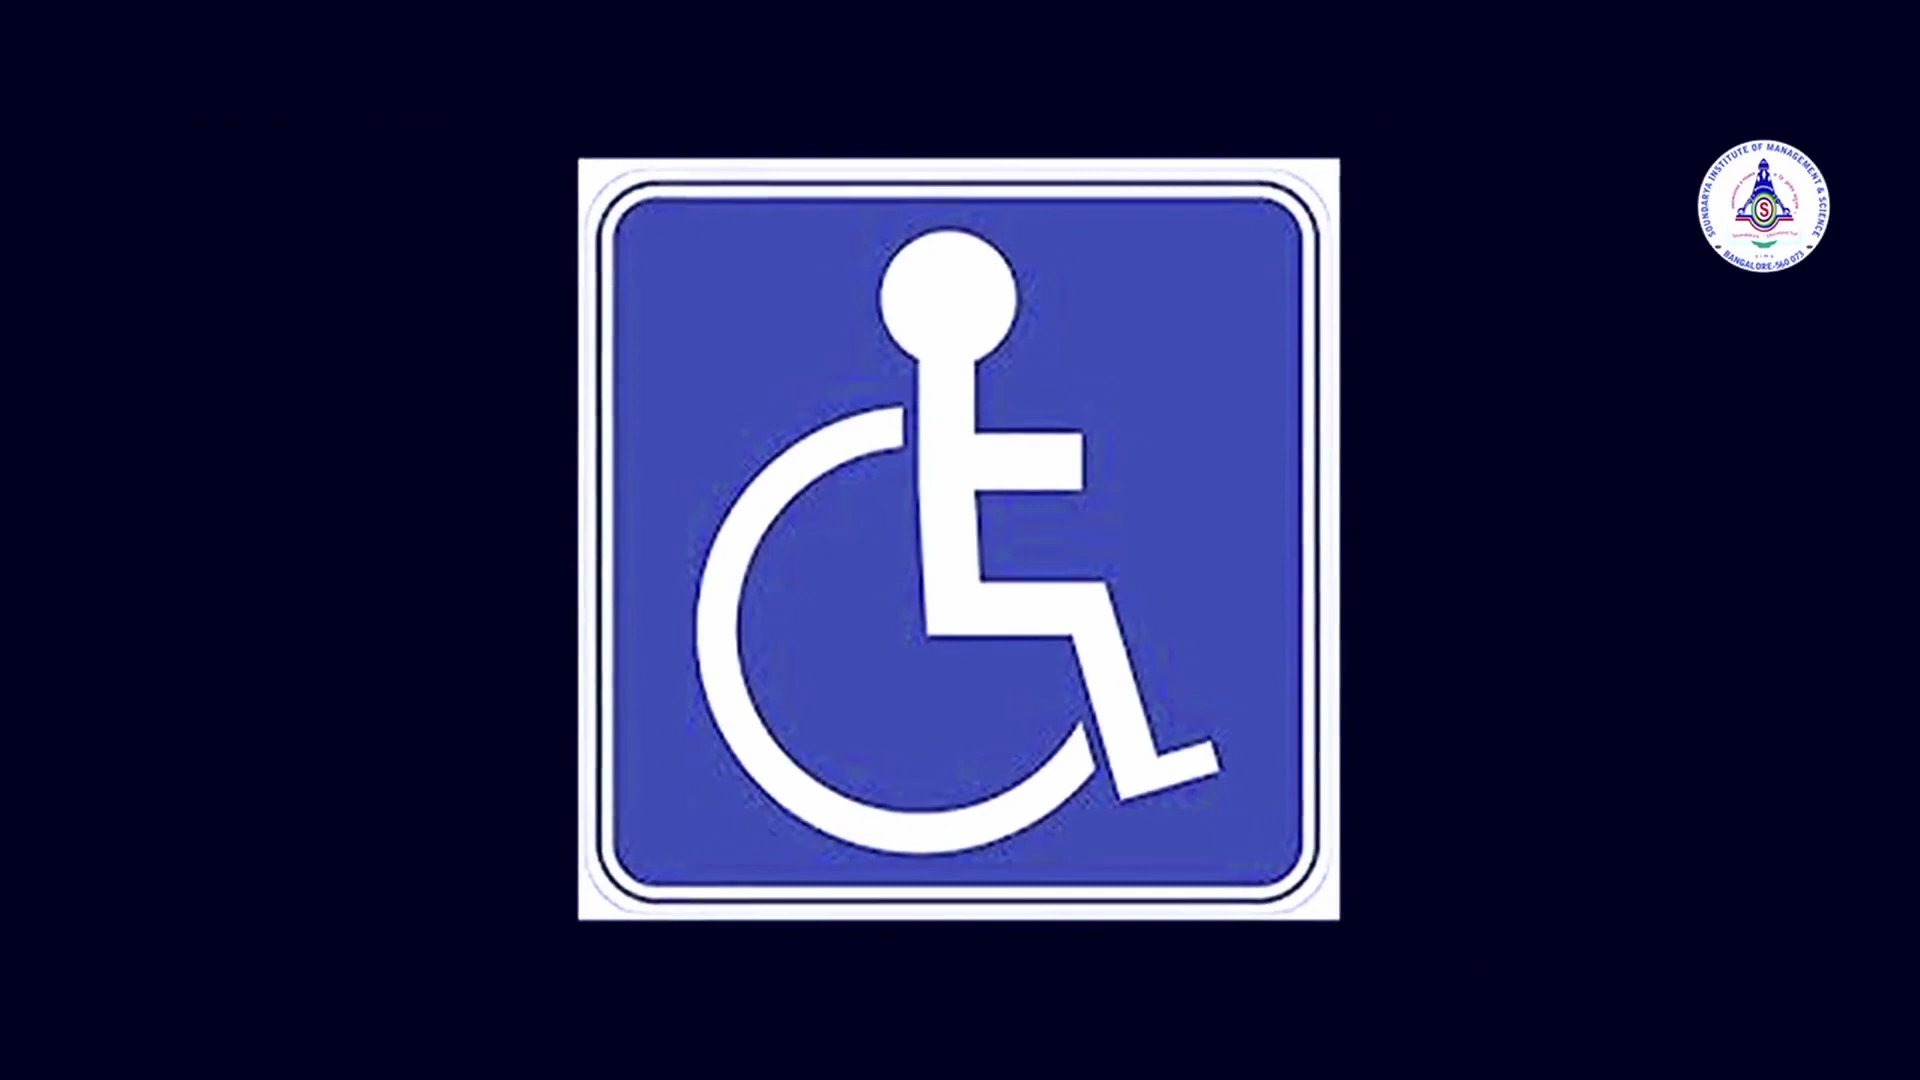 SOUNDARYA INSTITUTE OF MANAGEMENT & SCIENCE
S
BANGALORE-560 073